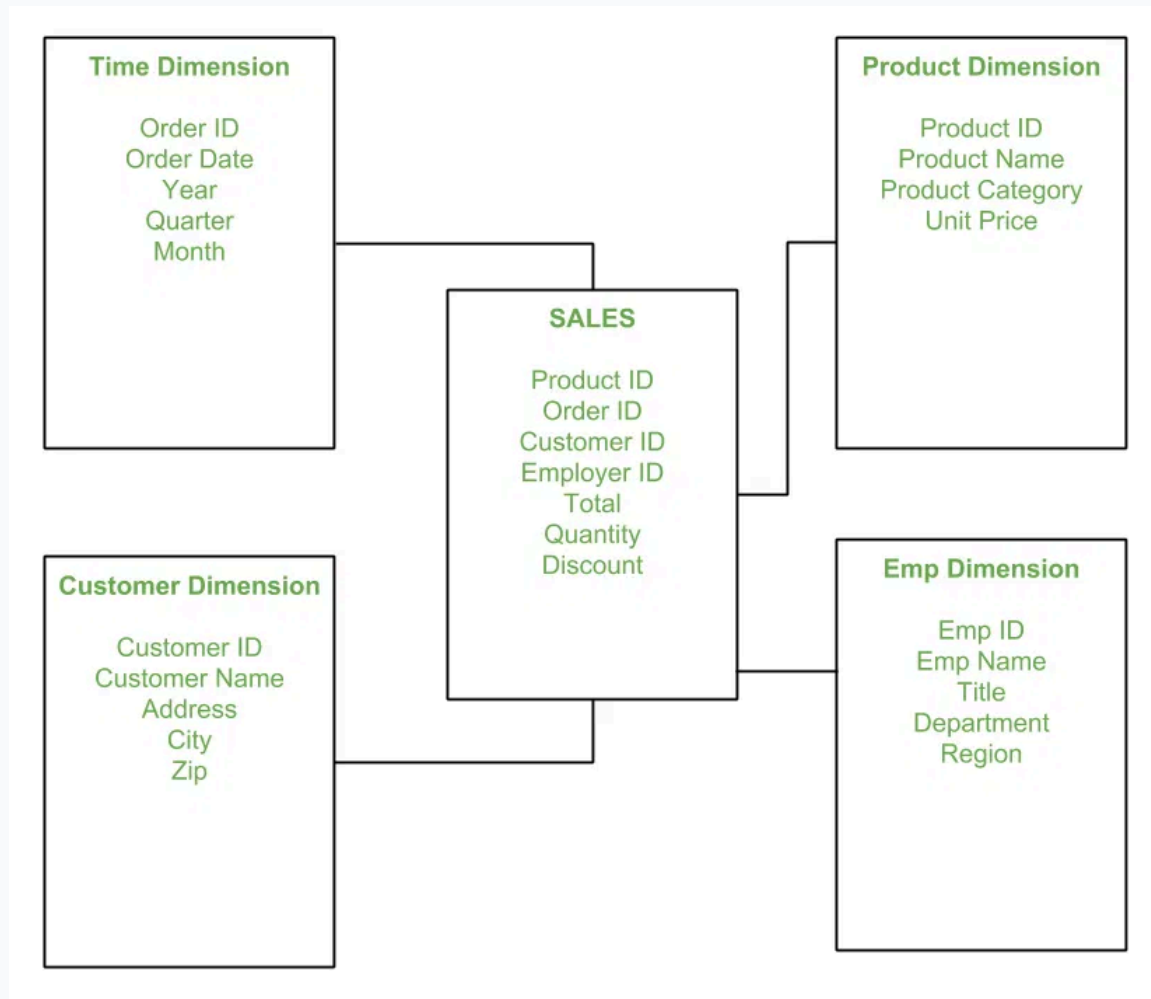 Time Dimension
Order ID
Order Date
Year
Quarter
Month
Product Dimension
Product ID
Product Name
Product Category
Unit Price
SALES
Product ID
Order ID
Customer ID
Employer ID
Total
Quantity
Discount
Customer Dimension
Customer ID
Customer Name
Address
City
Zip
Emp Dimension
Emp ID
Emp Name
Title
Department
Region